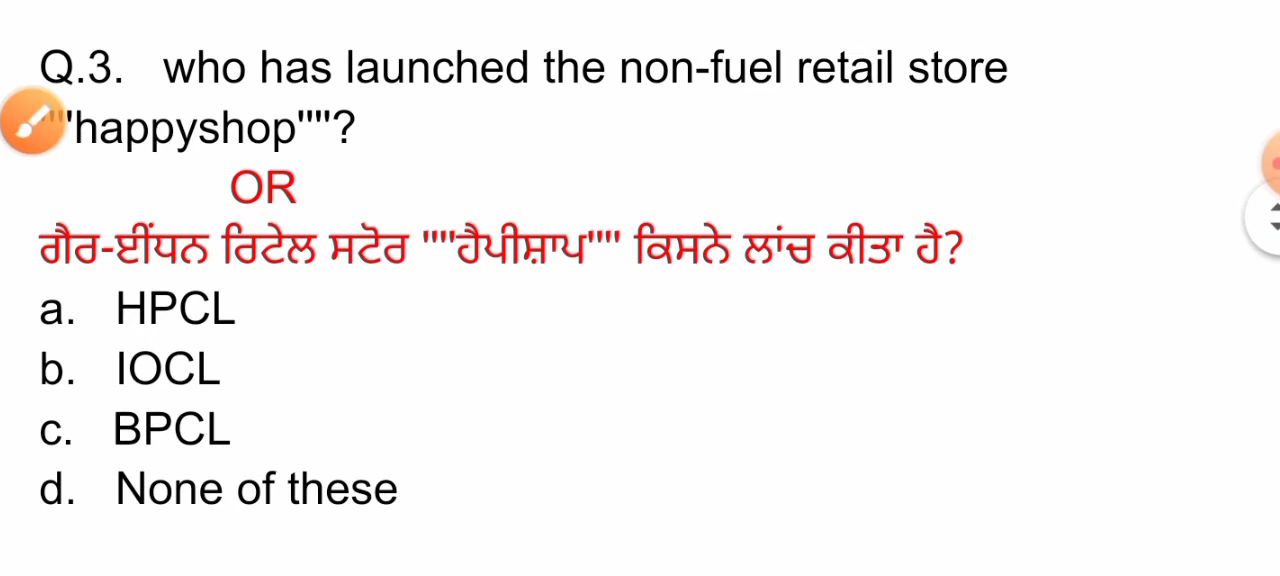 Q.3. who has launched the non-fuel retail store
""'happyshop""'?
OR
ਗੈਰ-ਈਂਧਨ ਰਿਟੇਲ ਸਟੋਰ """'ਹੈਪੀਸ਼ਾਪ"""' ਕਿਸਨੇ ਲਾਂਚ ਕੀਤਾ ਹੈ?
a. HPCL
b. IOCL
c. BPCL
d. None of these